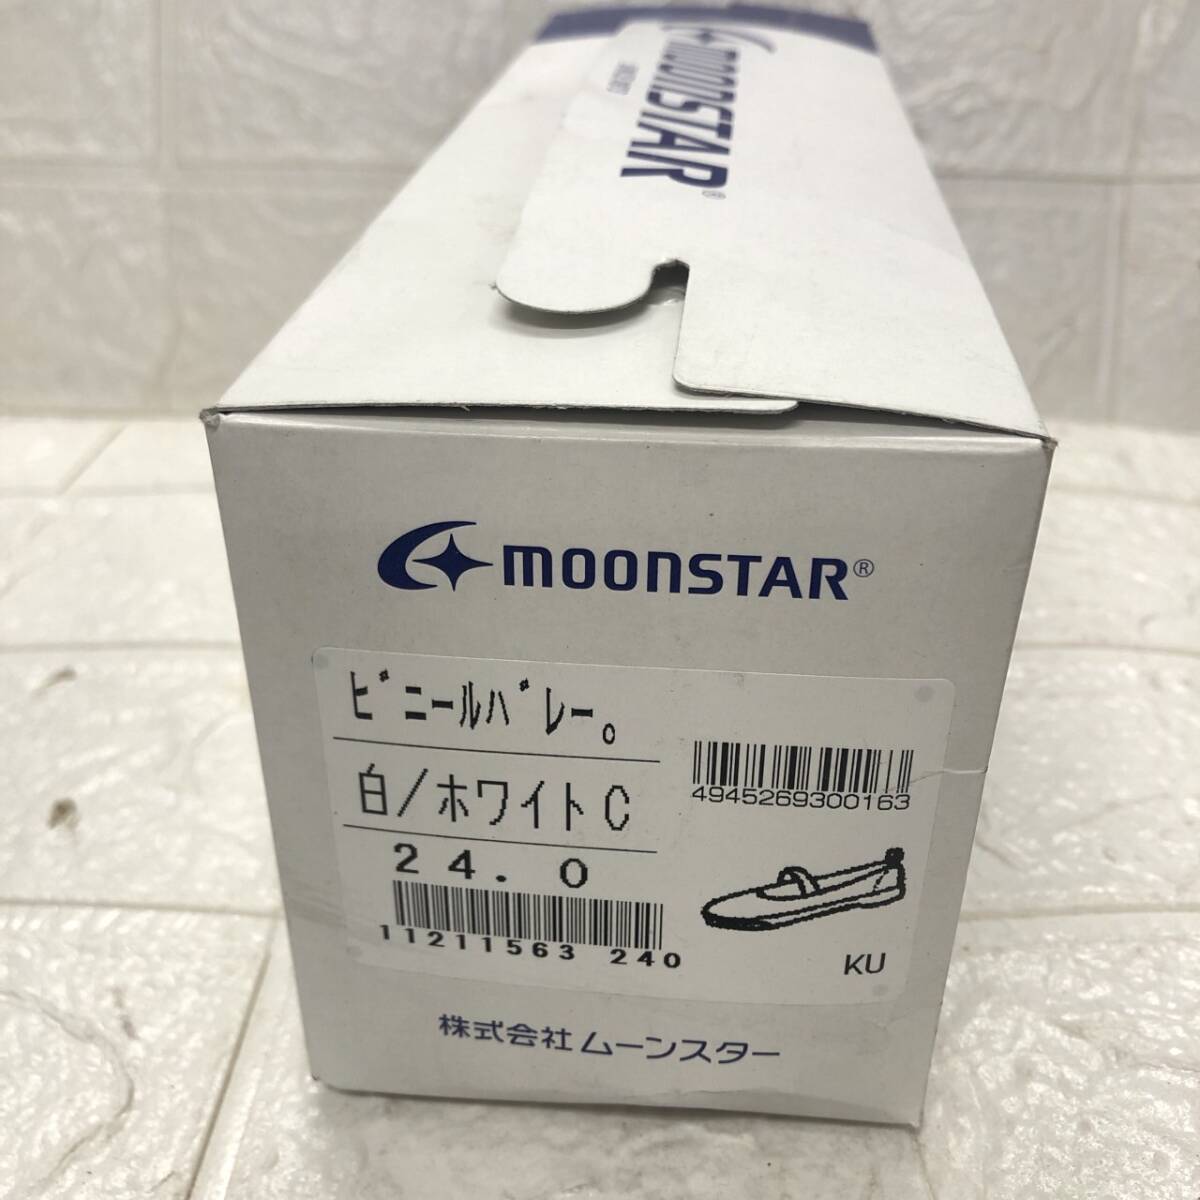 MOONSTAR®
MOONSTAR®
ビニールバレー。
白/ホワイトC
24.0
11211563 240
4945269300163
KU
株式会社ムーンスター